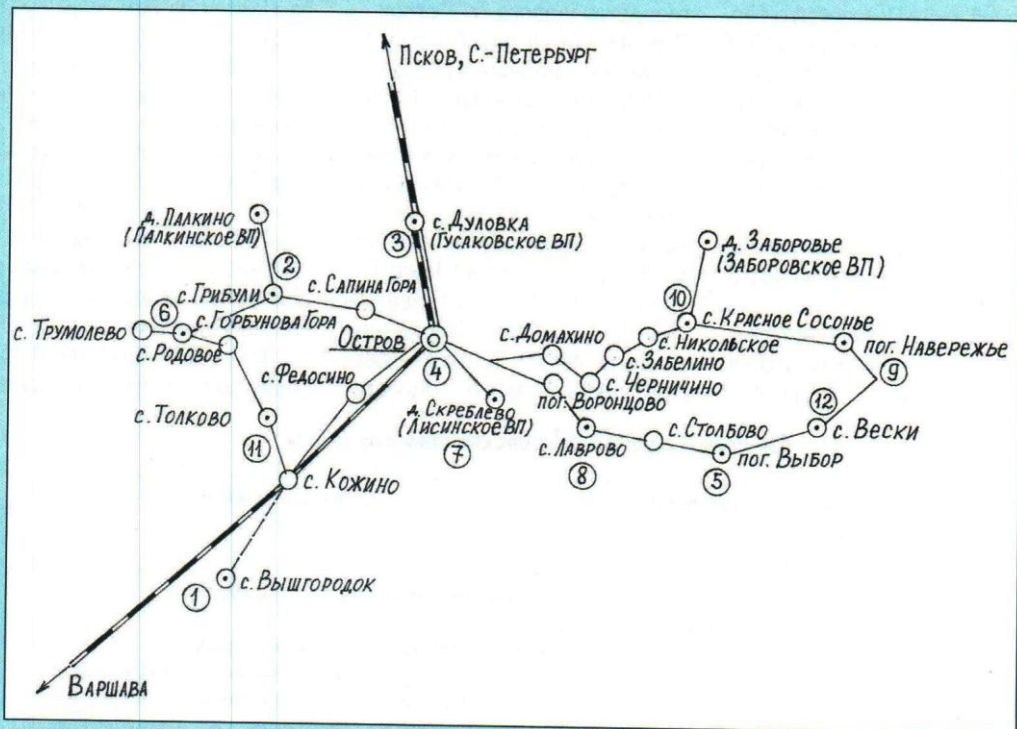 Псков, С.-Петербург
д. Палкино
(Палкинское ВП)
с. Дуловка
(Гусаковское ВП)
3
2
д. Заборовье
(Заборовское ВП)
10
с. Грибули
с. Сапина Гора
6
с. Трумолево
с. Горбунова Гора
Остров
с. Красное Сосонье
с. Родовое
4
с. Домахино
с. Никольское
пог. Навережье
с. Федосино
с. Забелино
9
с. Черничино
д. Скреблево
(Лисинское ВП)
пог. Воронцово
12
с. Толково
7
с. Лаврово
с. Столбово
с. Вески
11
8
пог. Выбор
5
с. Кожино
1
с. Вышгородок
Варшава